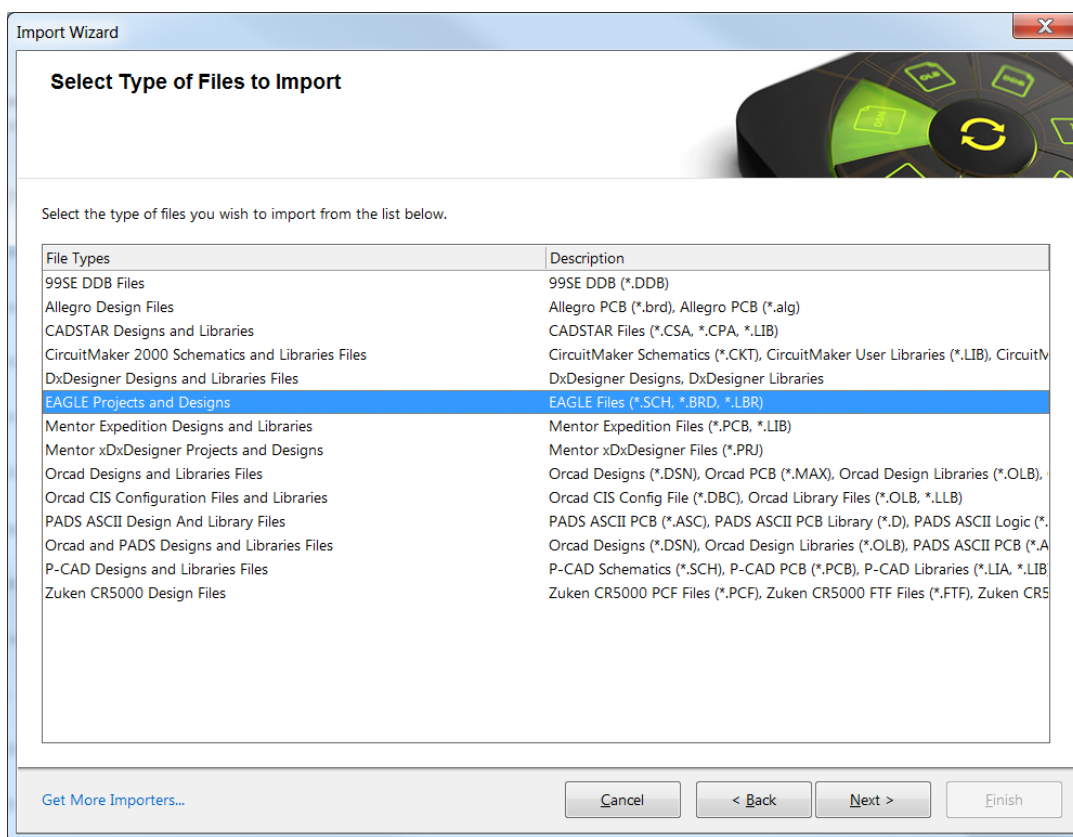 Import Wizard
X
Select Type of Files to Import
DSN
OLB
DDB
Select the type of files you wish to import from the list below.
File Types Description
99SE DDB Files 99SE DDB (*.DDB)
Allegro Design Files Allegro PCB (*.brd), Allegro PCB (*.alg)
CADSTAR Designs and Libraries CADSTAR Files (*.CSA, *.CPA, *.LIB)
CircuitMaker 2000 Schematics and Libraries Files CircuitMaker Schematics (*.CKT), CircuitMaker User Libraries (*.LIB), CircuitM
DxDesigner Designs and Libraries Files DxDesigner Designs, DxDesigner Libraries
EAGLE Projects and Designs EAGLE Files (*.SCH, *.BRD, *.LBR)
Mentor Expedition Designs and Libraries Mentor Expedition Files (*.PCB, *.LIB)
Mentor xDxDesigner Projects and Designs Mentor xDxDesigner Files (*.PRJ)
Orcad Designs and Libraries Files Orcad Designs (*.DSN), Orcad PCB (*.MAX), Orcad Design Libraries (*.OLB),
Orcad CIS Configuration Files and Libraries Orcad CIS Config File (*.DBC), Orcad Library Files (*.OLB, *.LLB)
PADS ASCII Design And Library Files PADS ASCII PCB (*.ASC), PADS ASCII PCB Library (*.D), PADS ASCII Logic (*.
Orcad and PADS Designs and Libraries Files Orcad Designs (*.DSN), Orcad Design Libraries (*.OLB), PADS ASCII PCB (*.A
P-CAD Designs and Libraries Files P-CAD Schematics (*.SCH), P-CAD PCB (*.PCB), P-CAD Libraries (*.LIA, *.LIB
Zuken CR5000 Design Files Zuken CR5000 PCF Files (*.PCF), Zuken CR5000 FTF Files (*.FTF), Zuken CR5
Get More Importers... Cancel < Back Next > Finish